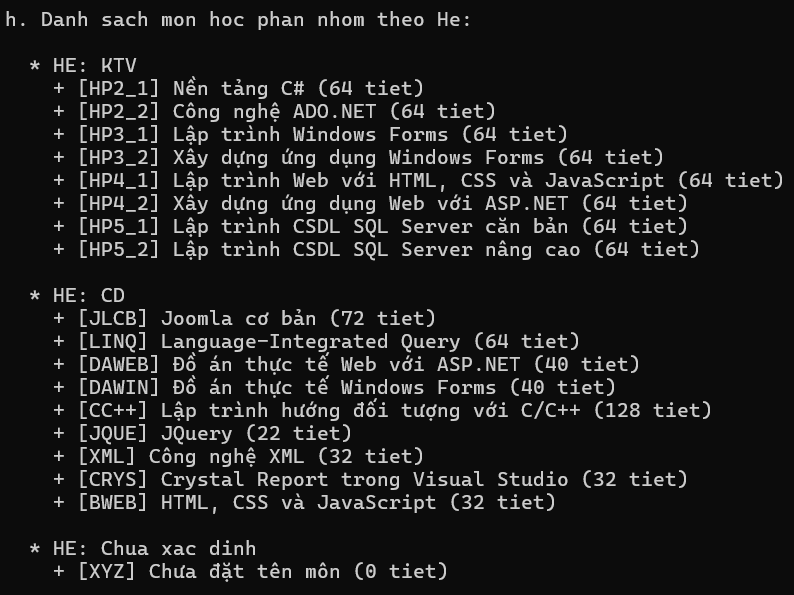 h. Danh sach mon hoc phan nhom theo He:
* HE: KTV
+ [HP2_1] Nền tảng C# (64 tiet)
+ [HP2_2] Công nghệ ADO.NET (64 tiet)
+ [HP3_1] Lập trình Windows Forms (64 tiet)
+ [HP3_2] Xây dựng ứng dụng Windows Forms (64 tiet)
+ [HP4_1] Lập trình Web với HTML, CSS và JavaScript (64 tiet)
+ [HP4_2] Xây dựng ứng dụng Web với ASP.NET (64 tiet)
+ [HP5_1] Lập trình CSDL SQL Server căn bản (64 tiet)
+ [HP5_2] Lập trình CSDL SQL Server nâng cao (64 tiet)
* HE: CD
+ [JLCB] Joomla cơ bản (72 tiet)
+ [LINQ] Language-Integrated Query (64 tiet)
+ [DAWEB] Đồ án thực tế Web với ASP.NET (40 tiet)
+ [DAWIN] Đồ án thực tế Windows Forms (40 tiet)
+ [CC++] Lập trình hướng đối tượng với C/C++ (128 tiet)
+ [JQUE] JQuery (22 tiet)
+ [XML] Công nghệ XML (32 tiet)
+ [CRYS] Crystal Report trong Visual Studio (32 tiet)
+ [BWEB] HTML, CSS và JavaScript (32 tiet)
* HE: Chua xac dinh
+ [XYZ] Chưa đặt tên môn (0 tiet)